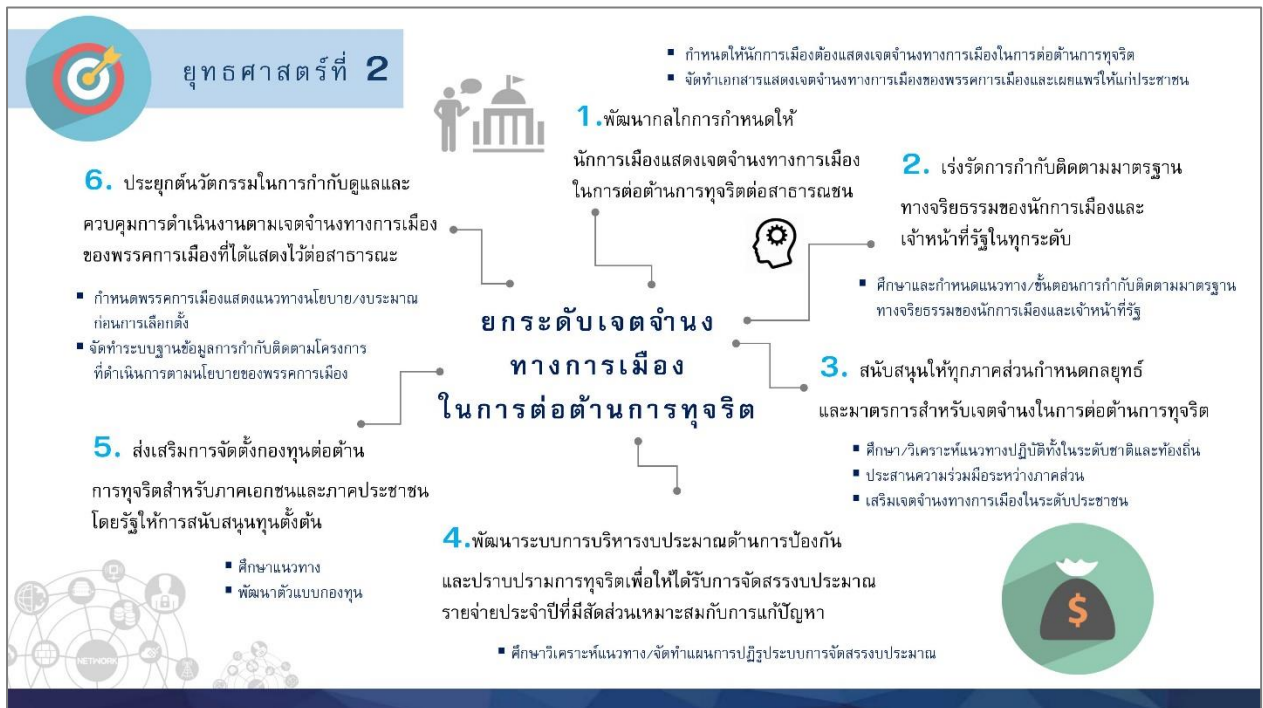 ยุทธศาสตร์ที่ 2
▪ กำหนดให้นักการเมืองต้องแสดงเจตจำนงทางการเมืองในการต่อต้านการทุจริต
▪ จัดทำเอกสารแสดงเจตจำนงทางการเมืองของพรรคการเมืองและเผยแพร่ให้แก่ประชาชน
1.พัฒนากลไกการกำหนดให้
นักการเมืองแสดงเจตจำนงทางการเมือง
ในการต่อต้านการทุจริตต่อสาธารณชน
2. เร่งรัดการกำกับติดตามมาตรฐาน
ทางจริยธรรมของนักการเมืองและ
เจ้าหน้าที่รัฐในทุกระดับ
▪ ศึกษาและกำหนดแนวทาง/ขั้นตอนการกำกับติดตามมาตรฐาน
ทางจริยธรรมของนักการเมืองและเจ้าหน้าที่รัฐ
6. ประยุกต์นวัตกรรมในการกำกับดูแลและ
ควบคุมการดำเนินงานตามเจตจำนงทางการเมือง
ของพรรคการเมืองที่ได้แสดงไว้ต่อสาธารณะ
▪ กำหนดพรรคการเมืองแสดงแนวทางนโยบาย/งบประมาณ
ก่อนการเลือกตั้ง
▪ จัดทำระบบฐานข้อมูลการกำกับติดตามโครงการ
ที่ดำเนินการตามนโยบายของพรรคการเมือง
ยกระดับเจตจำนง
ทางการเมือง
ในการต่อต้านการทุจริต
3. สนับสนุนให้ทุกภาคส่วนกำหนดกลยุทธ์
และมาตรการสำหรับเจตจำนงในการต่อต้านการทุจริต
▪ ศึกษา/วิเคราะห์แนวทางปฏิบัติทั้งในระดับชาติและท้องถิ่น
▪ ประสานความร่วมมือระหว่างภาคส่วน
▪ เสริมเจตจำนงทางการเมืองในระดับประชาชน
5. ส่งเสริมการจัดตั้งกองทุนต่อต้าน
การทุจริตสำหรับภาคเอกชนและภาคประชาชน
โดยรัฐให้การสนับสนุนทุนตั้งต้น
▪ ศึกษาแนวทาง
▪ พัฒนาตัวแบบกองทุน
4.พัฒนาระบบการบริหารงบประมาณด้านการป้องกัน
และปราบปรามการทุจริตเพื่อให้ได้รับการจัดสรรงบประมาณ
รายจ่ายประจำปีที่มีสัดส่วนเหมาะสมกับการแก้ปัญหา
▪ ศึกษาวิเคราะห์แนวทาง/จัดทำแผนการปฏิรูประบบการจัดสรรงบประมาณ
NETWORK
$